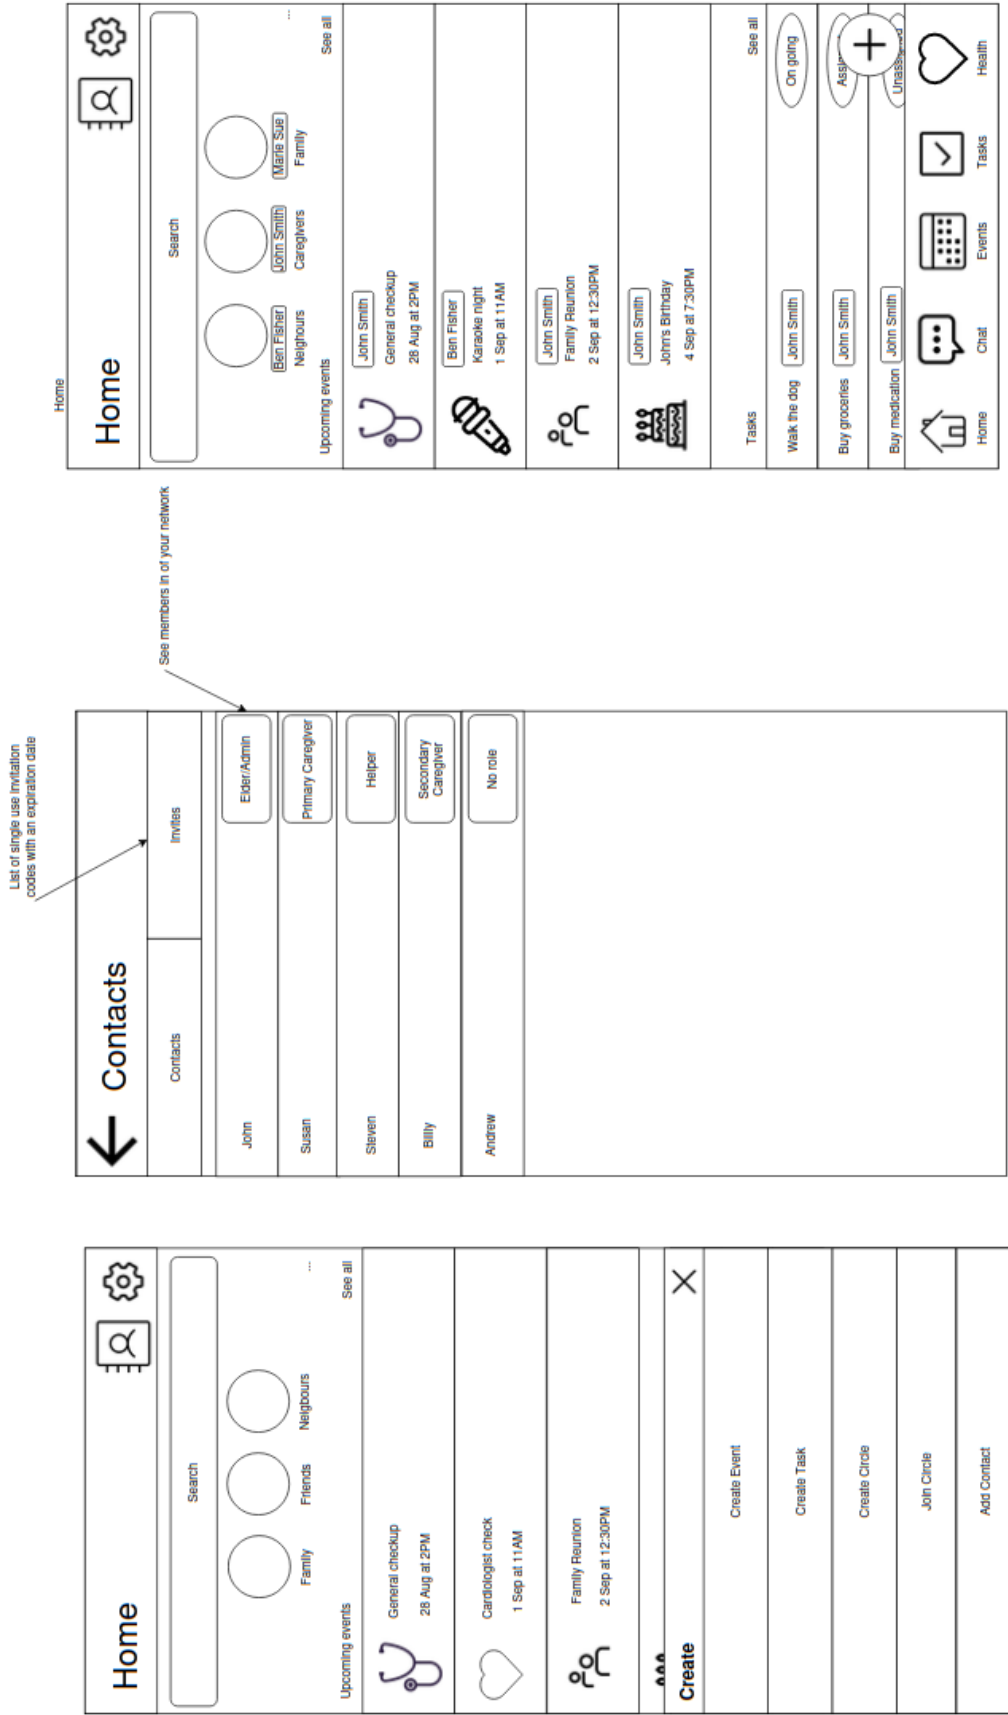 Home
Search
Family
Friends
Neigbours
...
Upcoming events
See all
General checkup
28 Aug at 2PM
Cardiologist check
1 Sep at 11AM
Family Reunion
2 Sep at 12:30PM
Create
Create Event
Create Task
Create Circle
Join Circle
Add Contact
List of single use invitation
codes with an expiration date
Contacts
Contacts
Invites
John
Elder/Admin
Susan
Primary Caregiver
Steven
Helper
Billy
Secondary
Caregiver
Andrew
No role
See members in of your network
Home
Home
Search
Ben Fisher
John Smith
Marie Sue
Neighours
Caregivers
Family
...
Upcoming events
See all
John Smith
General checkup
28 Aug at 2PM
Ben Fisher
Karaoke night
1 Sep at 11AM
John Smith
Family Reunion
2 Sep at 12:30PM
John Smith
John's Birthday
4 Sep at 7:30PM
Tasks
See all
Walk the dog
John Smith
On going
Buy groceries
John Smith
Buy medication
John Smith
Home
Chat
Events
Tasks
Health